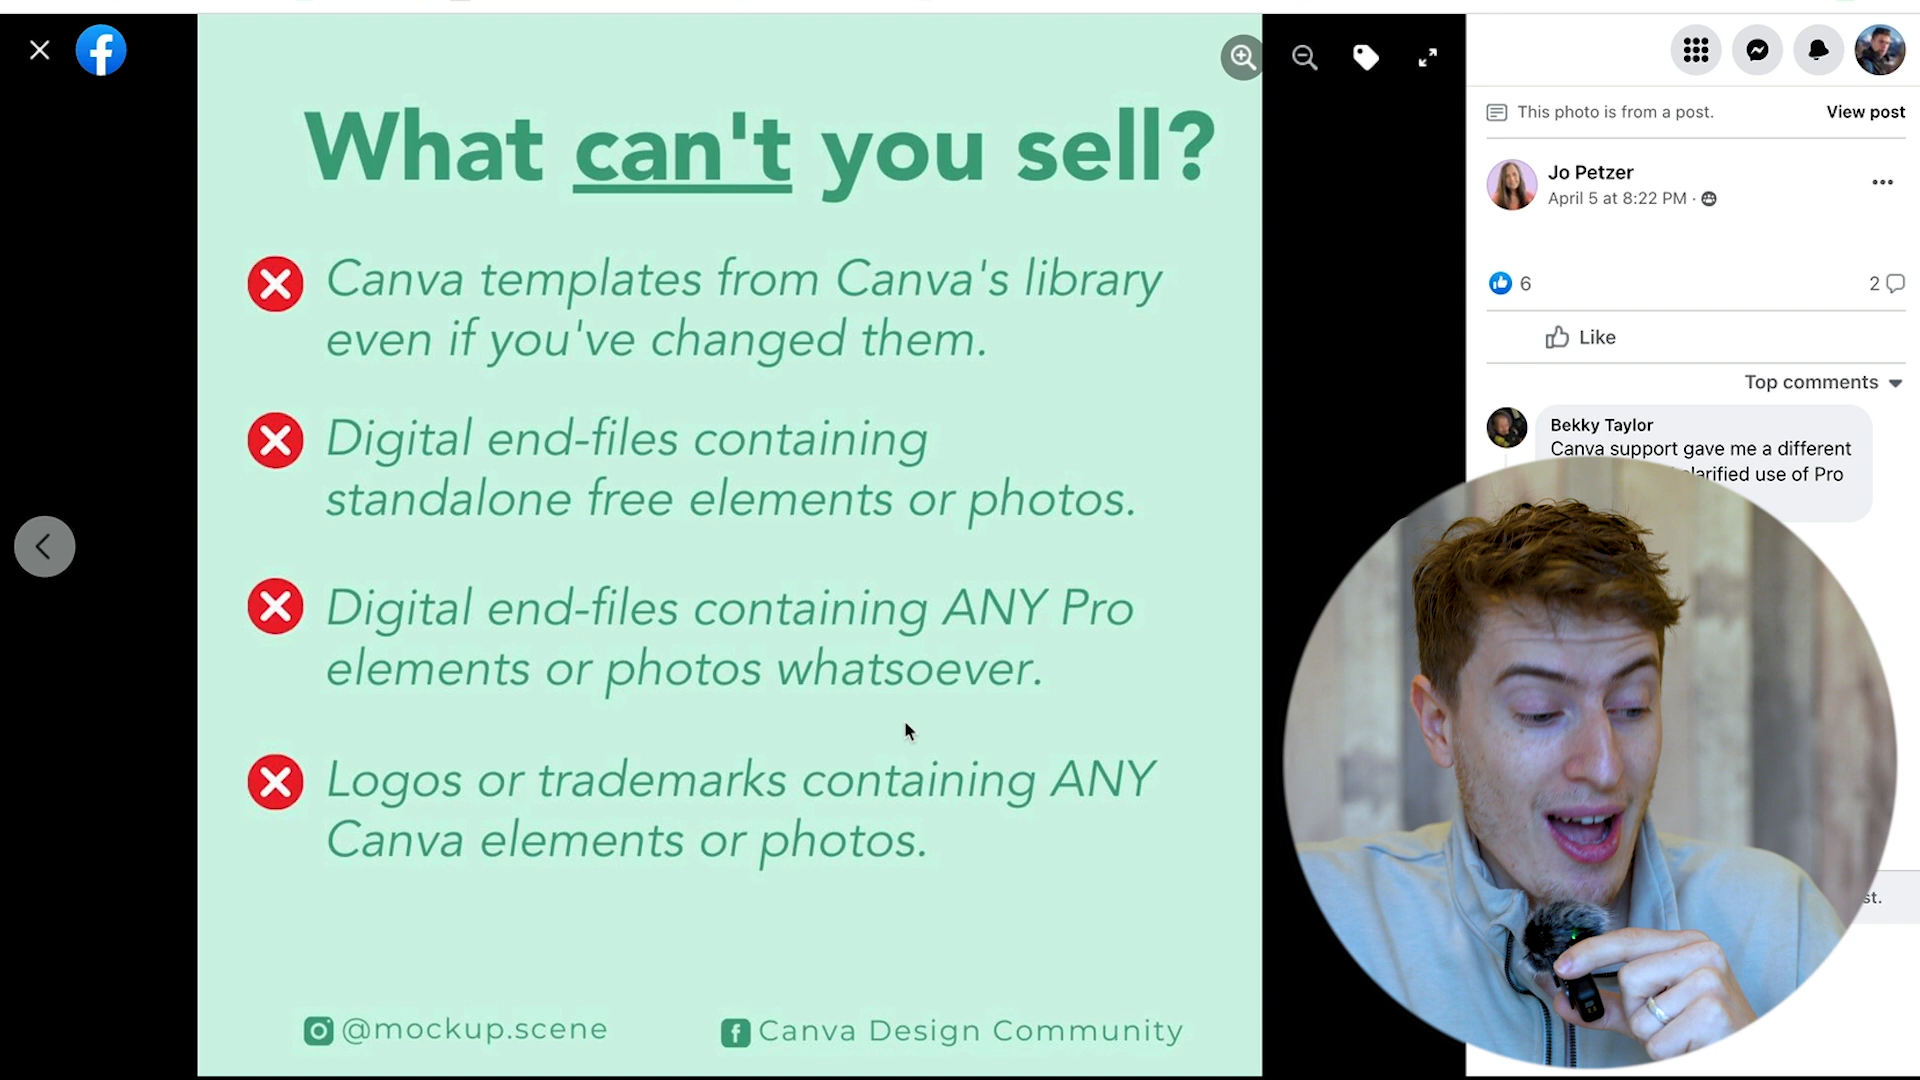 What can't you sell?
Canva templates from Canva's library
even if you've changed them.
Digital end-files containing
standalone free elements or photos.
Digital end-files containing ANY Pro
elements or photos whatsoever.
Logos or trademarks containing ANY
Canva elements or photos.
@mockup.scene
Canva Design Community
This photo is from a post.
View post
Jo Petzer
April 5 at 8:22 PM ·
6
2
Like
Top comments
Bekky Taylor
Canva support gave me a different
use of Pro